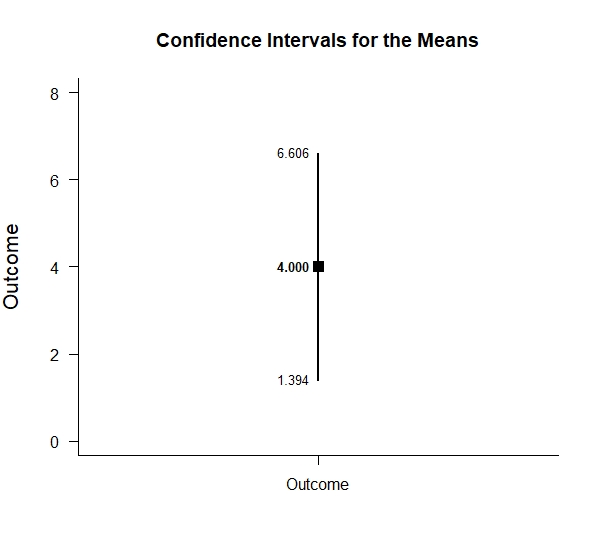 Confidence Intervals for the Means
Outcome
8
6
4
2
0
6.606
4.000
1.394
Outcome